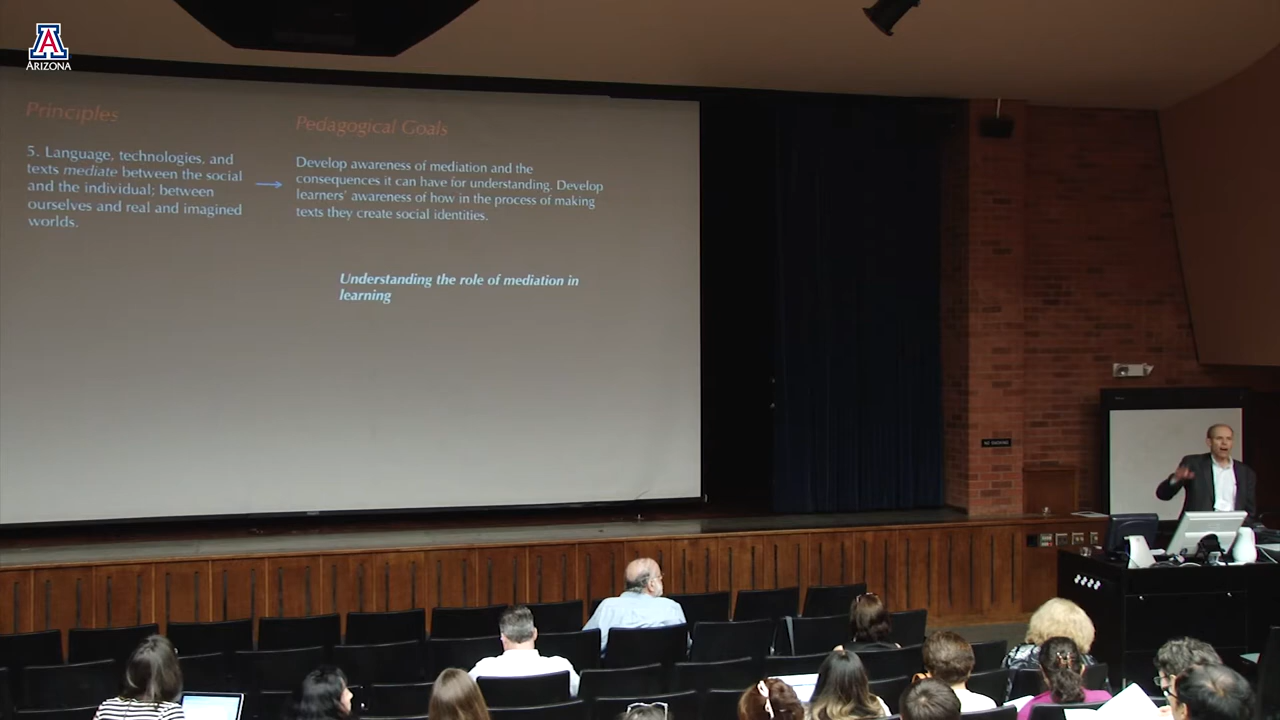 A
ARIZONA
Principles
5. Language, technologies, and
texts mediate between the social
and the individual; between
ourselves and real and imagined
worlds.
Pedagogical Goals
Develop awareness of mediation and the
consequences it can have for understanding. Develop
learners' awareness of how in the process of making
texts they create social identities.
Understanding the role of mediation in
learning
NO SMOKING